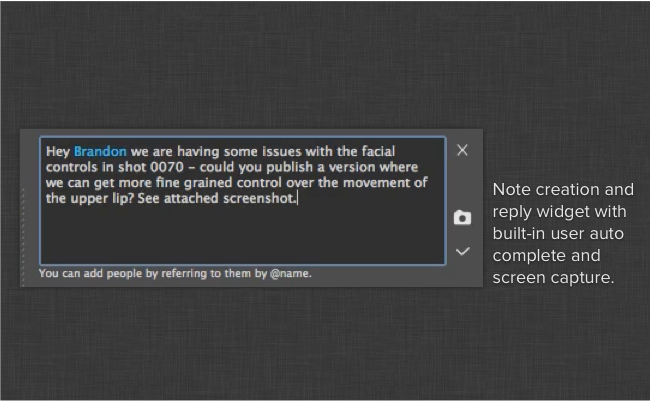 Hey Brandon we are having some issues with the facial
controls in shot 0070 – could you publish a version where
we can get more fine grained control over the movement of
the upper lip? See attached screenshot.
You can add people by referring to them by @name.
Note creation and
reply widget with
built-in user auto
complete and
screen capture.